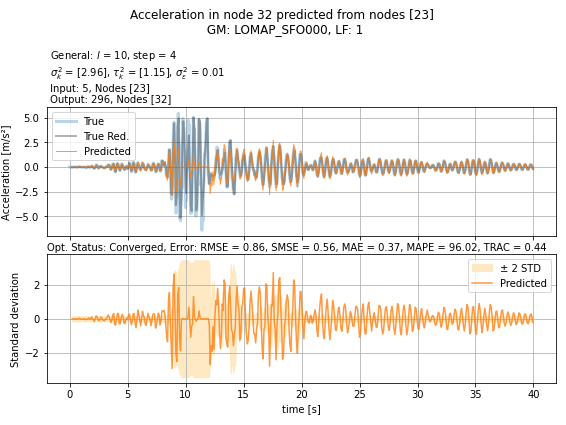 Acceleration in node 32 predicted from nodes [23]
GM: LOMAP_SFO000, LF: 1
General: l = 10, step = 4
σ²ₖ = [2.96], τ²ₖ = [1.15], σ²ε = 0.01
Input: 5, Nodes [23]
Output: 296, Nodes [32]
Acceleration [m/s²]
5.0
2.5
0.0
−2.5
−5.0
True
True Red.
Predicted
Opt. Status: Converged, Error: RMSE = 0.86, SMSE = 0.56, MAE = 0.37, MAPE = 96.02, TRAC = 0.44
Standard deviation
2
0
−2
± 2 STD
Predicted
0 5 10 15 20 25 30 35 40
time [s]